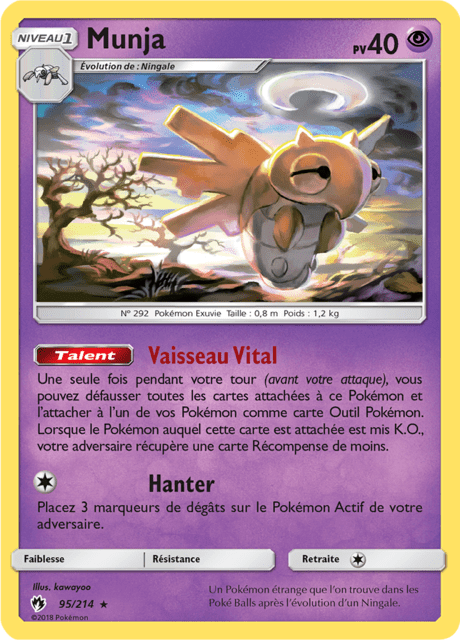 NIVEAU 1
Munja
PV 40
Évolution de : Ningale
N° 292 Pokémon Exuvie Taille : 0,8 m Poids : 1,2 kg
Talent Vaisseau Vital
Une seule fois pendant votre tour (avant votre attaque), vous
pouvez défausser toutes les cartes attachées à ce Pokémon et
l'attacher à l'un de vos Pokémon comme carte Outil Pokémon.
Lorsque le Pokémon auquel cette carte est attachée est mis K.O.,
votre adversaire récupère une carte Récompense de moins.
Hanter
Placez 3 marqueurs de dégâts sur le Pokémon Actif de votre
adversaire.
Faiblesse Résistance Retraite
Illus. kawayoo
95/214 ★
©2018 Pokémon
Un Pokémon étrange que l'on trouve dans les
Poké Balls après l'évolution d'un Ningale.